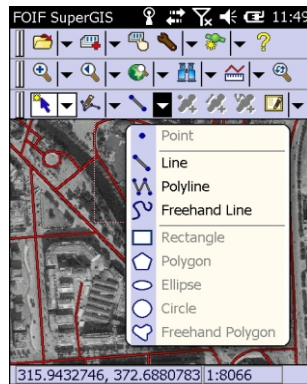 FOIF SuperGIS 11:49
Point
Line
Polyline
Freehand Line
Rectangle
Polygon
Ellipse
Circle
Freehand Polygon
315.9432746, 372.6880783 1:8066